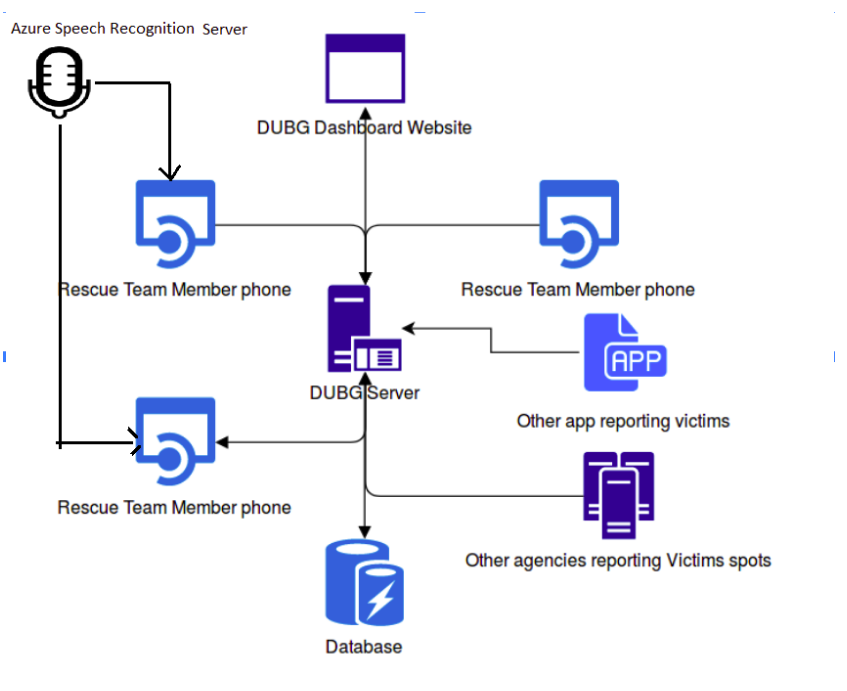 Azure Speech Recognition Server
DUBG Dashboard Website
Rescue Team Member phone
Rescue Team Member phone
APP
DUBG Server
Other app reporting victims
Rescue Team Member phone
Other agencies reporting Victims spots
Database